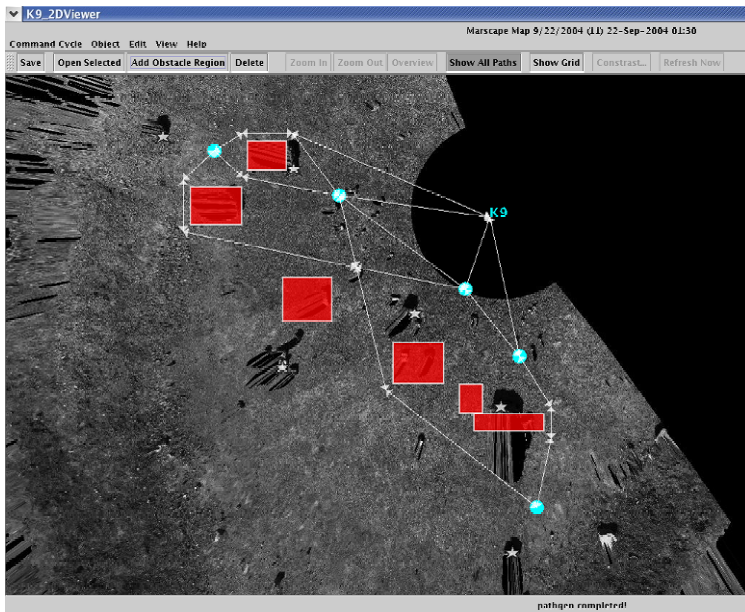 K9_2DViewer
Marscape Map 9/22/2004 (11) 22-Sep-2004 01:30
Command Cycle Object Edit View Help
Save Open Selected Add Obstacle Region Delete Zoom In Zoom Out Overview Show All Paths Show Grid Constrast... Refresh Now
K9
pathgen completed!